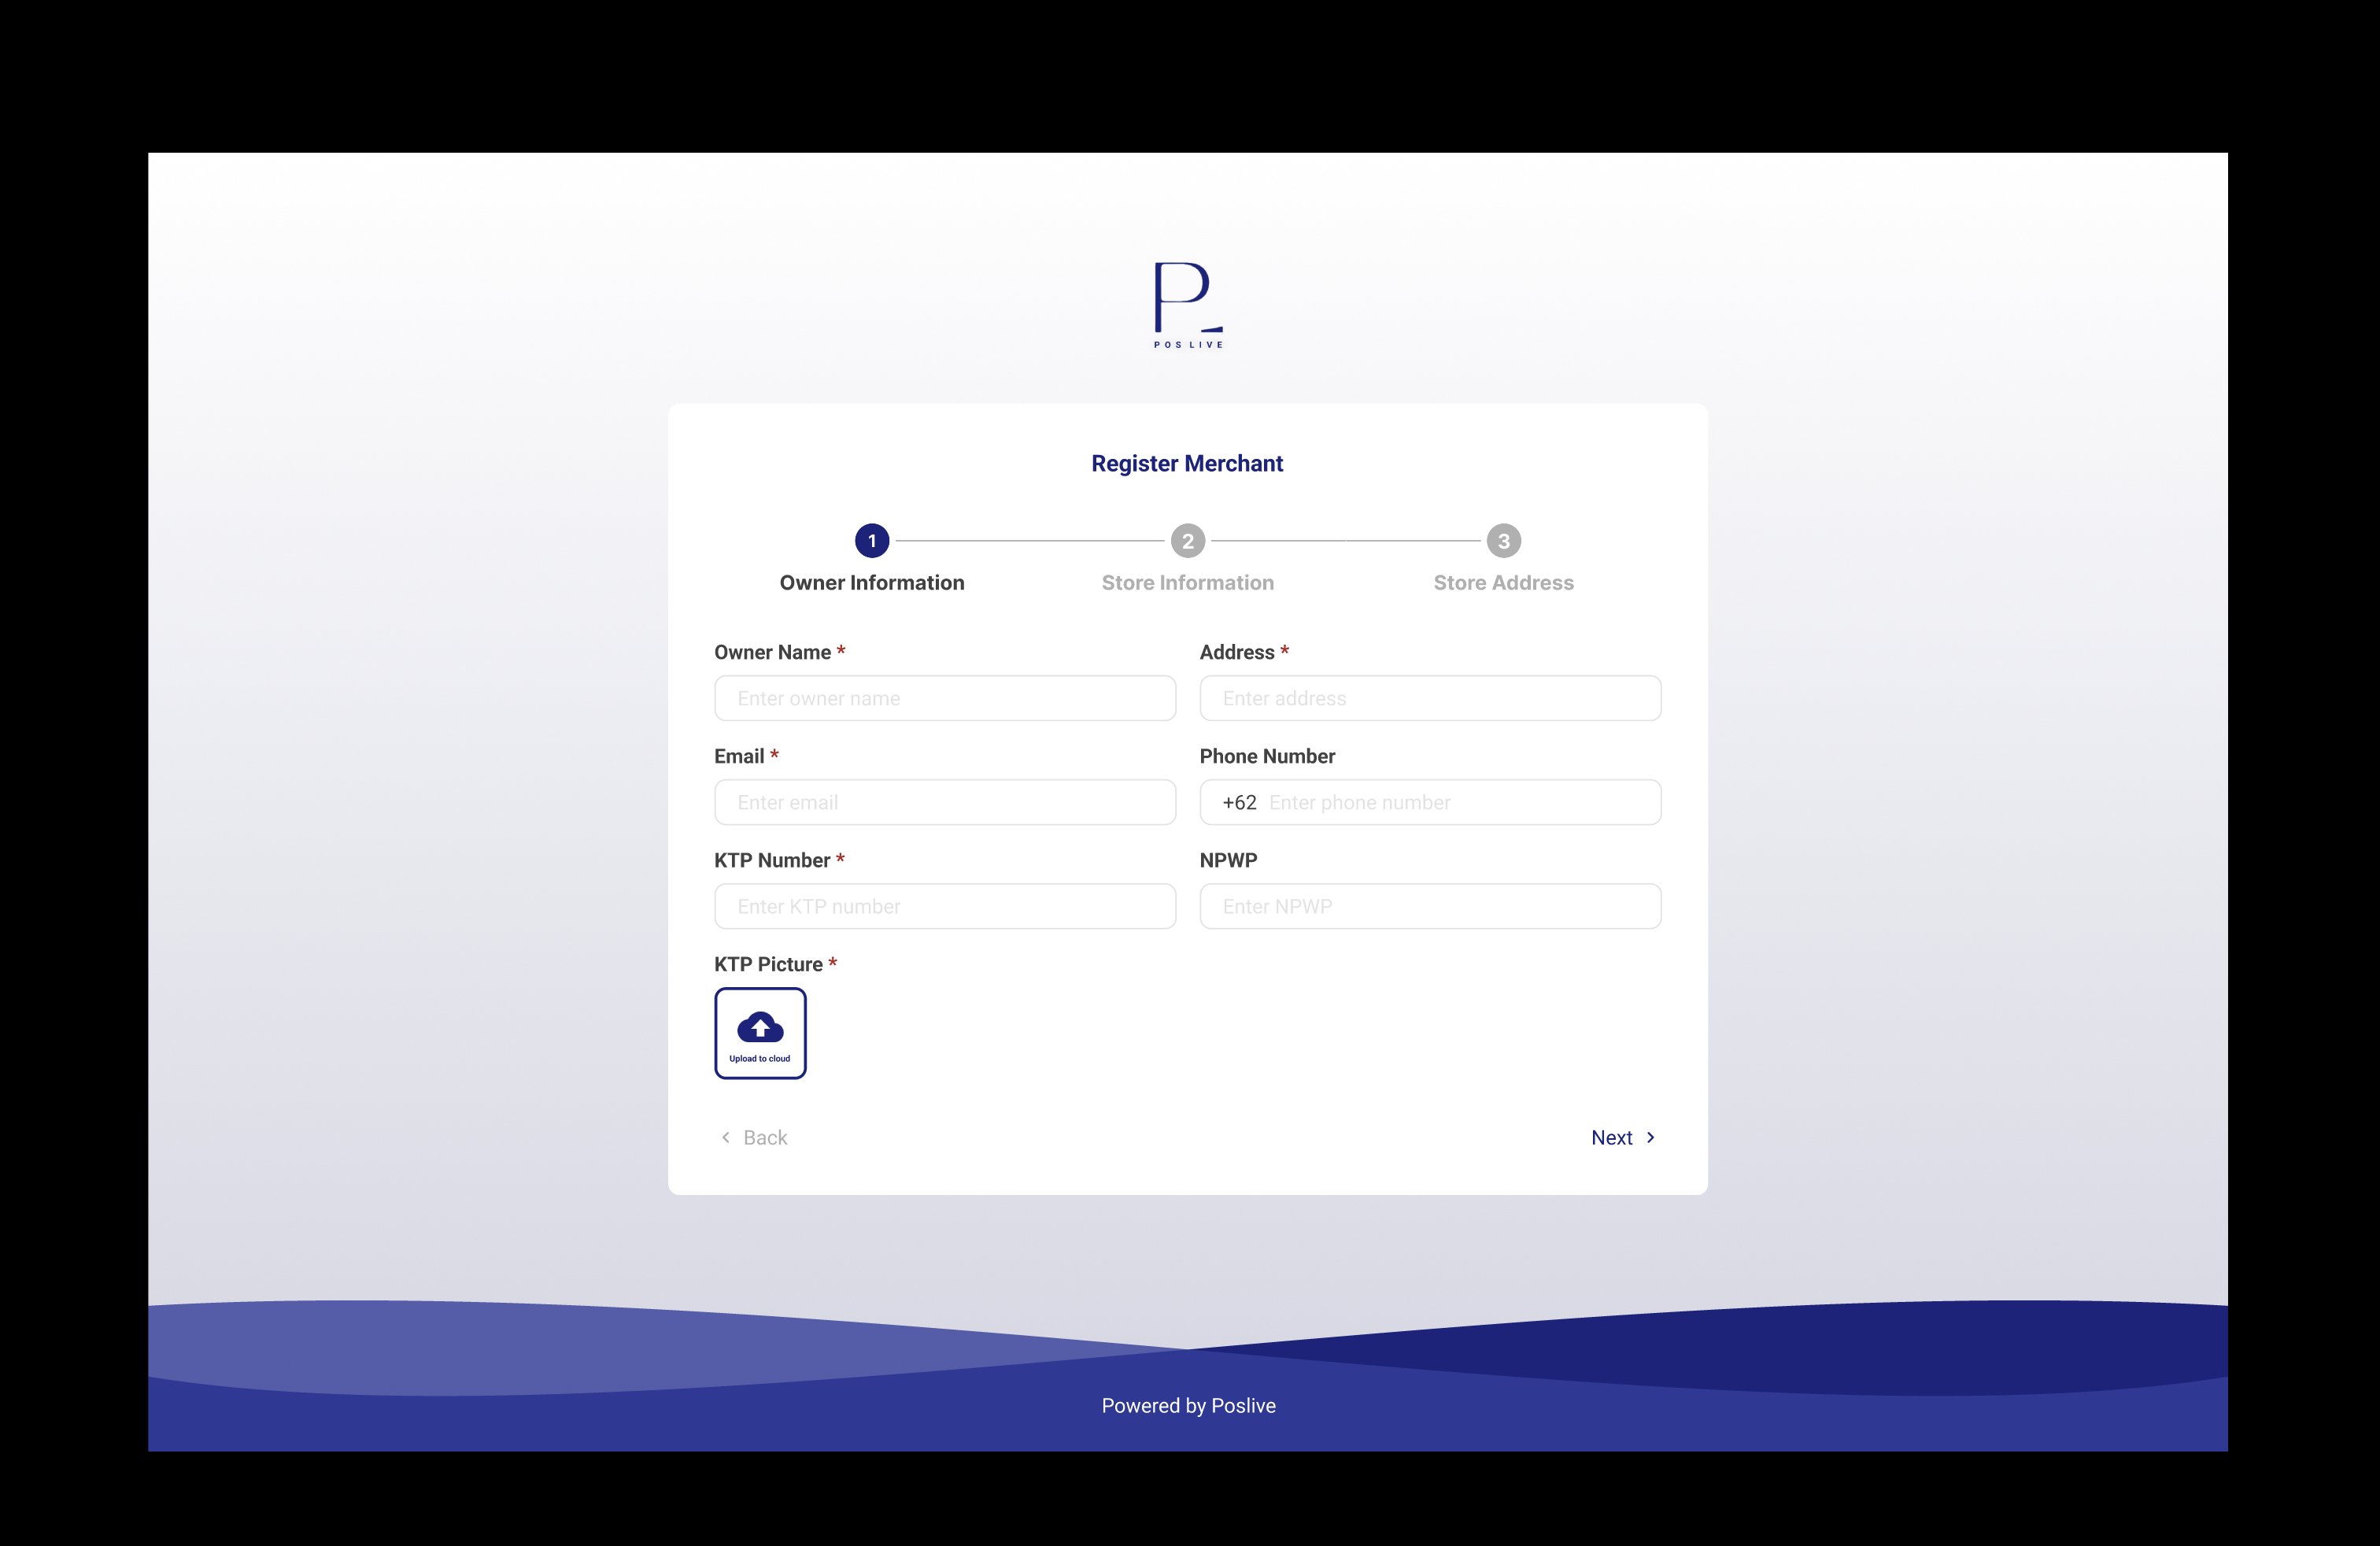 POS LIVE
Register Merchant
1
2
3
Owner Information
Store Information
Store Address
Owner Name *
Address *
Enter owner name
Enter address
Email *
Phone Number
Enter email
+62 Enter phone number
KTP Number *
NPWP
Enter KTP number
Enter NPWP
KTP Picture *
Upload to cloud
Back
Next
Powered by Poslive